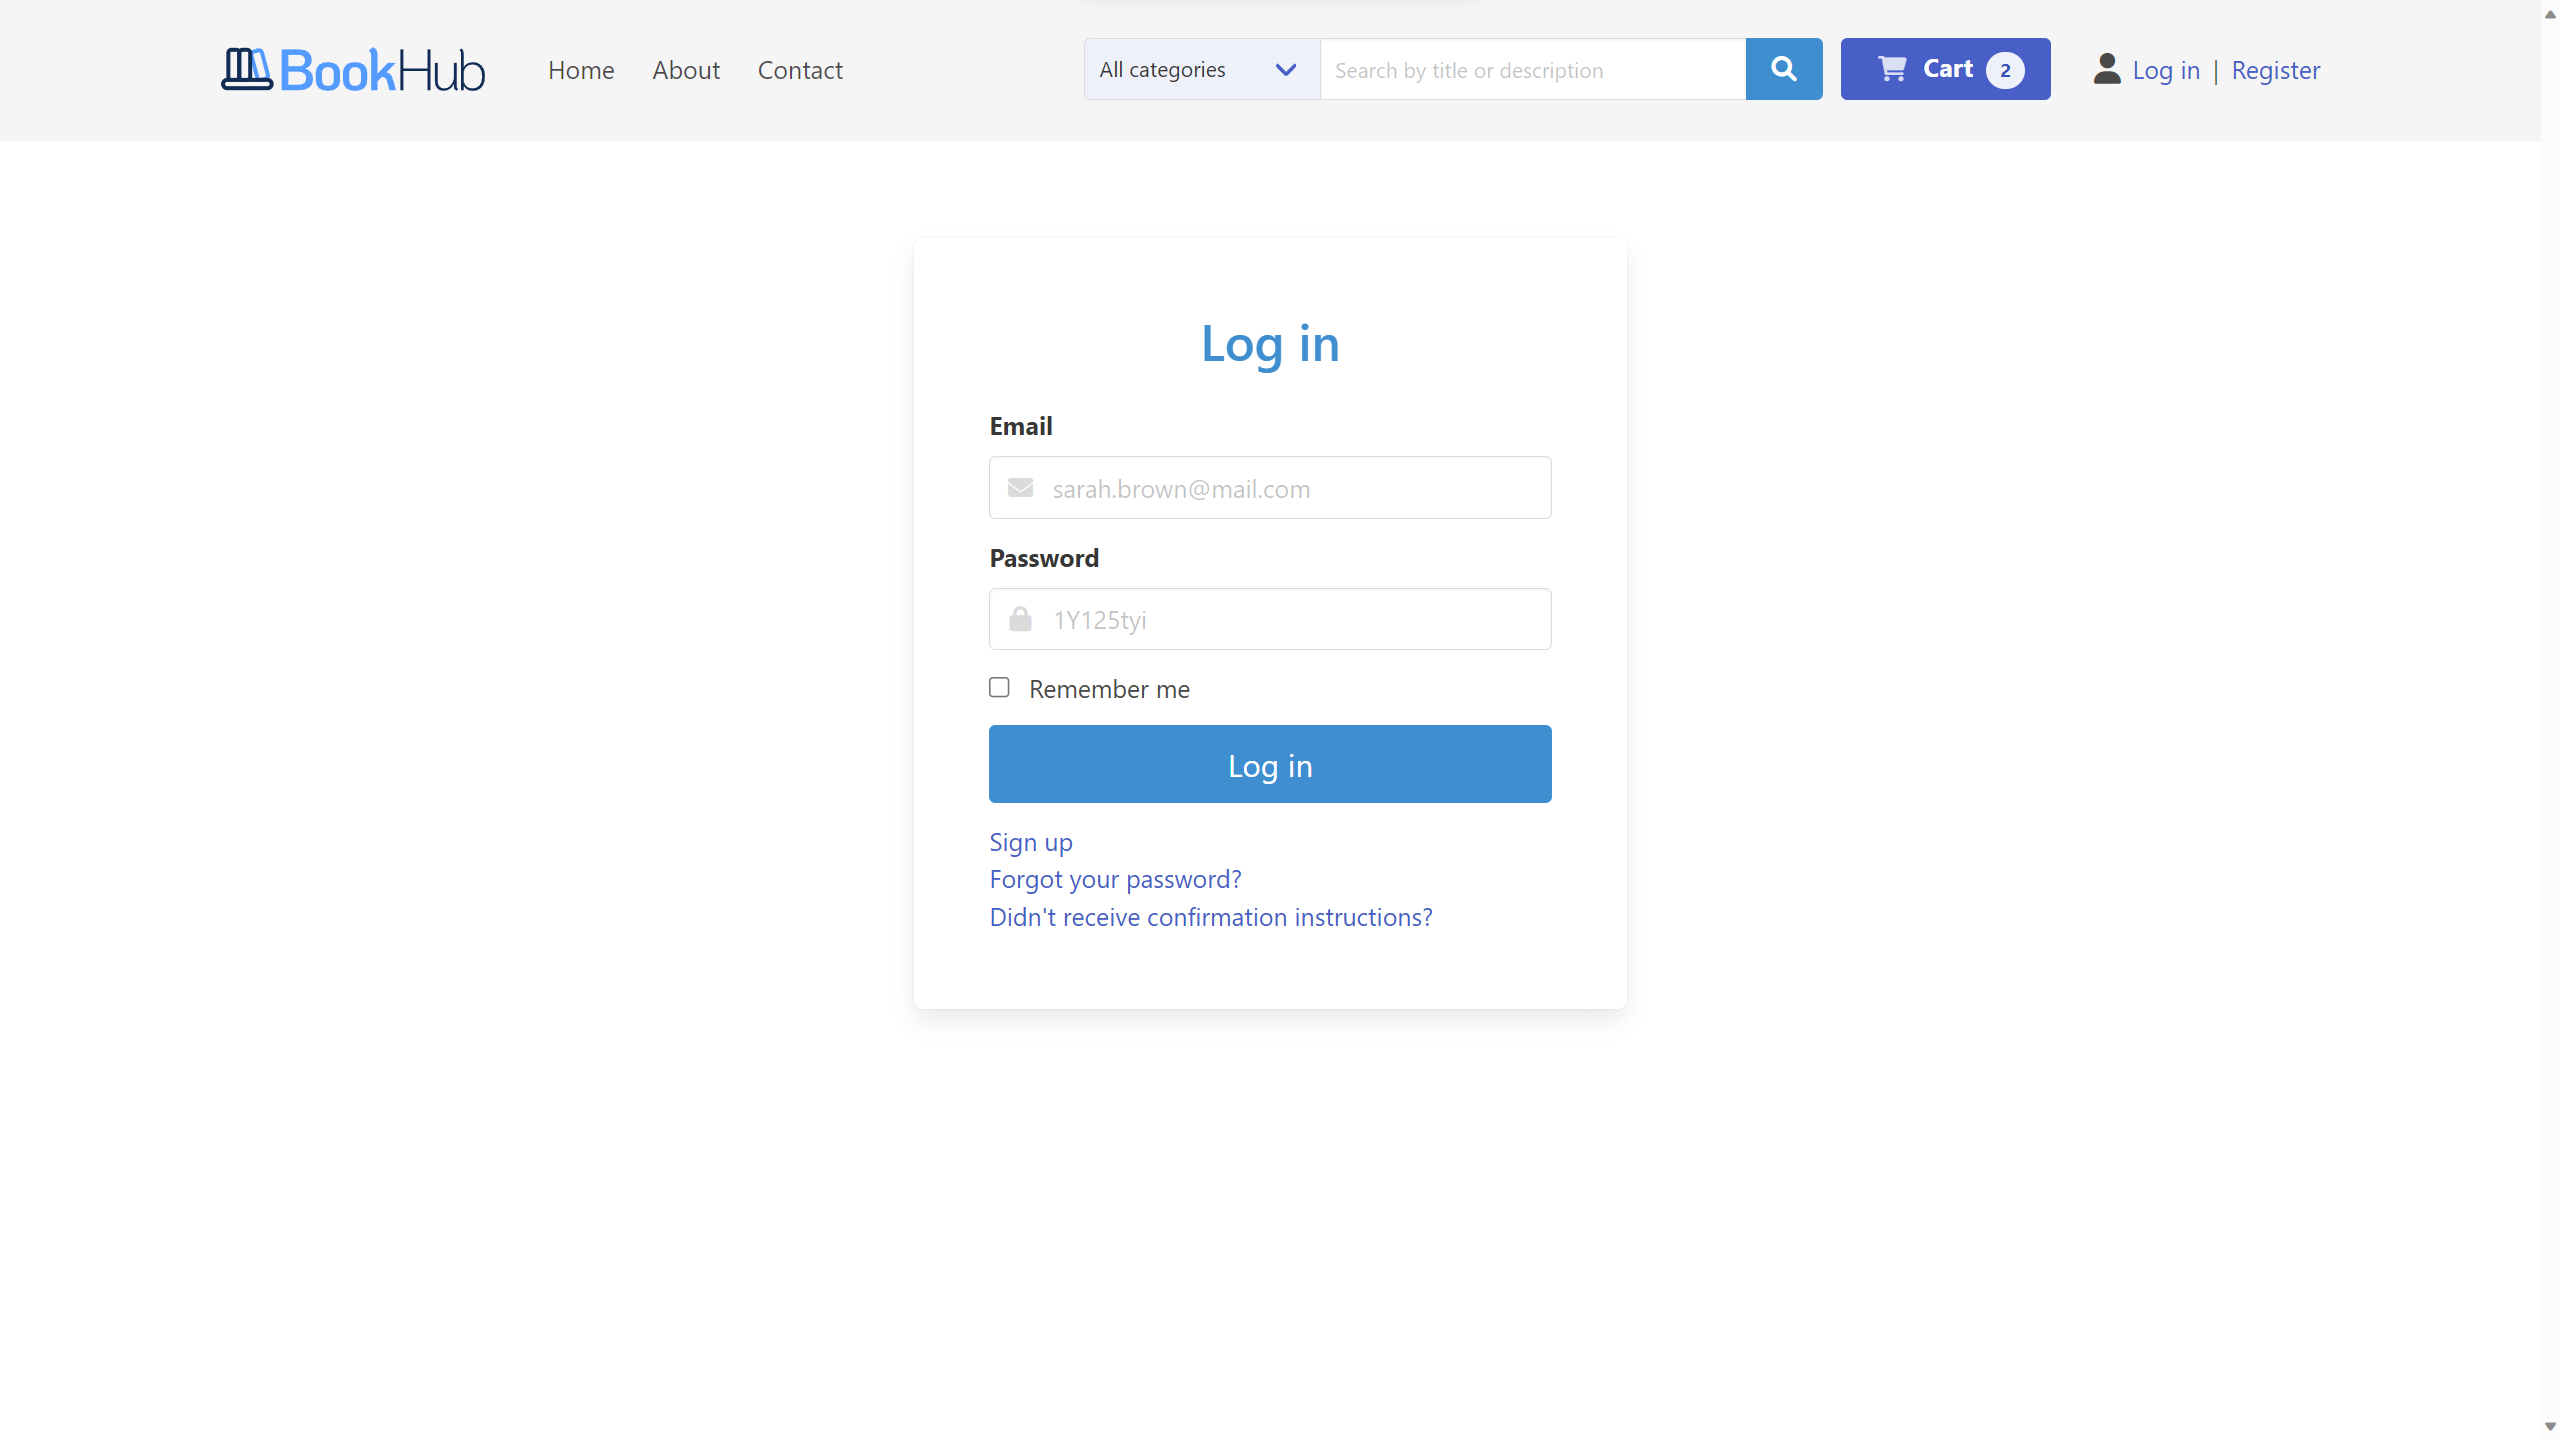 BookHub Home About Contact All categories Search by title or description Cart 2 Log in | Register
Log in
Email
sarah.brown@mail.com
Password
1Y125tyi
Remember me
Log in
Sign up
Forgot your password?
Didn't receive confirmation instructions?